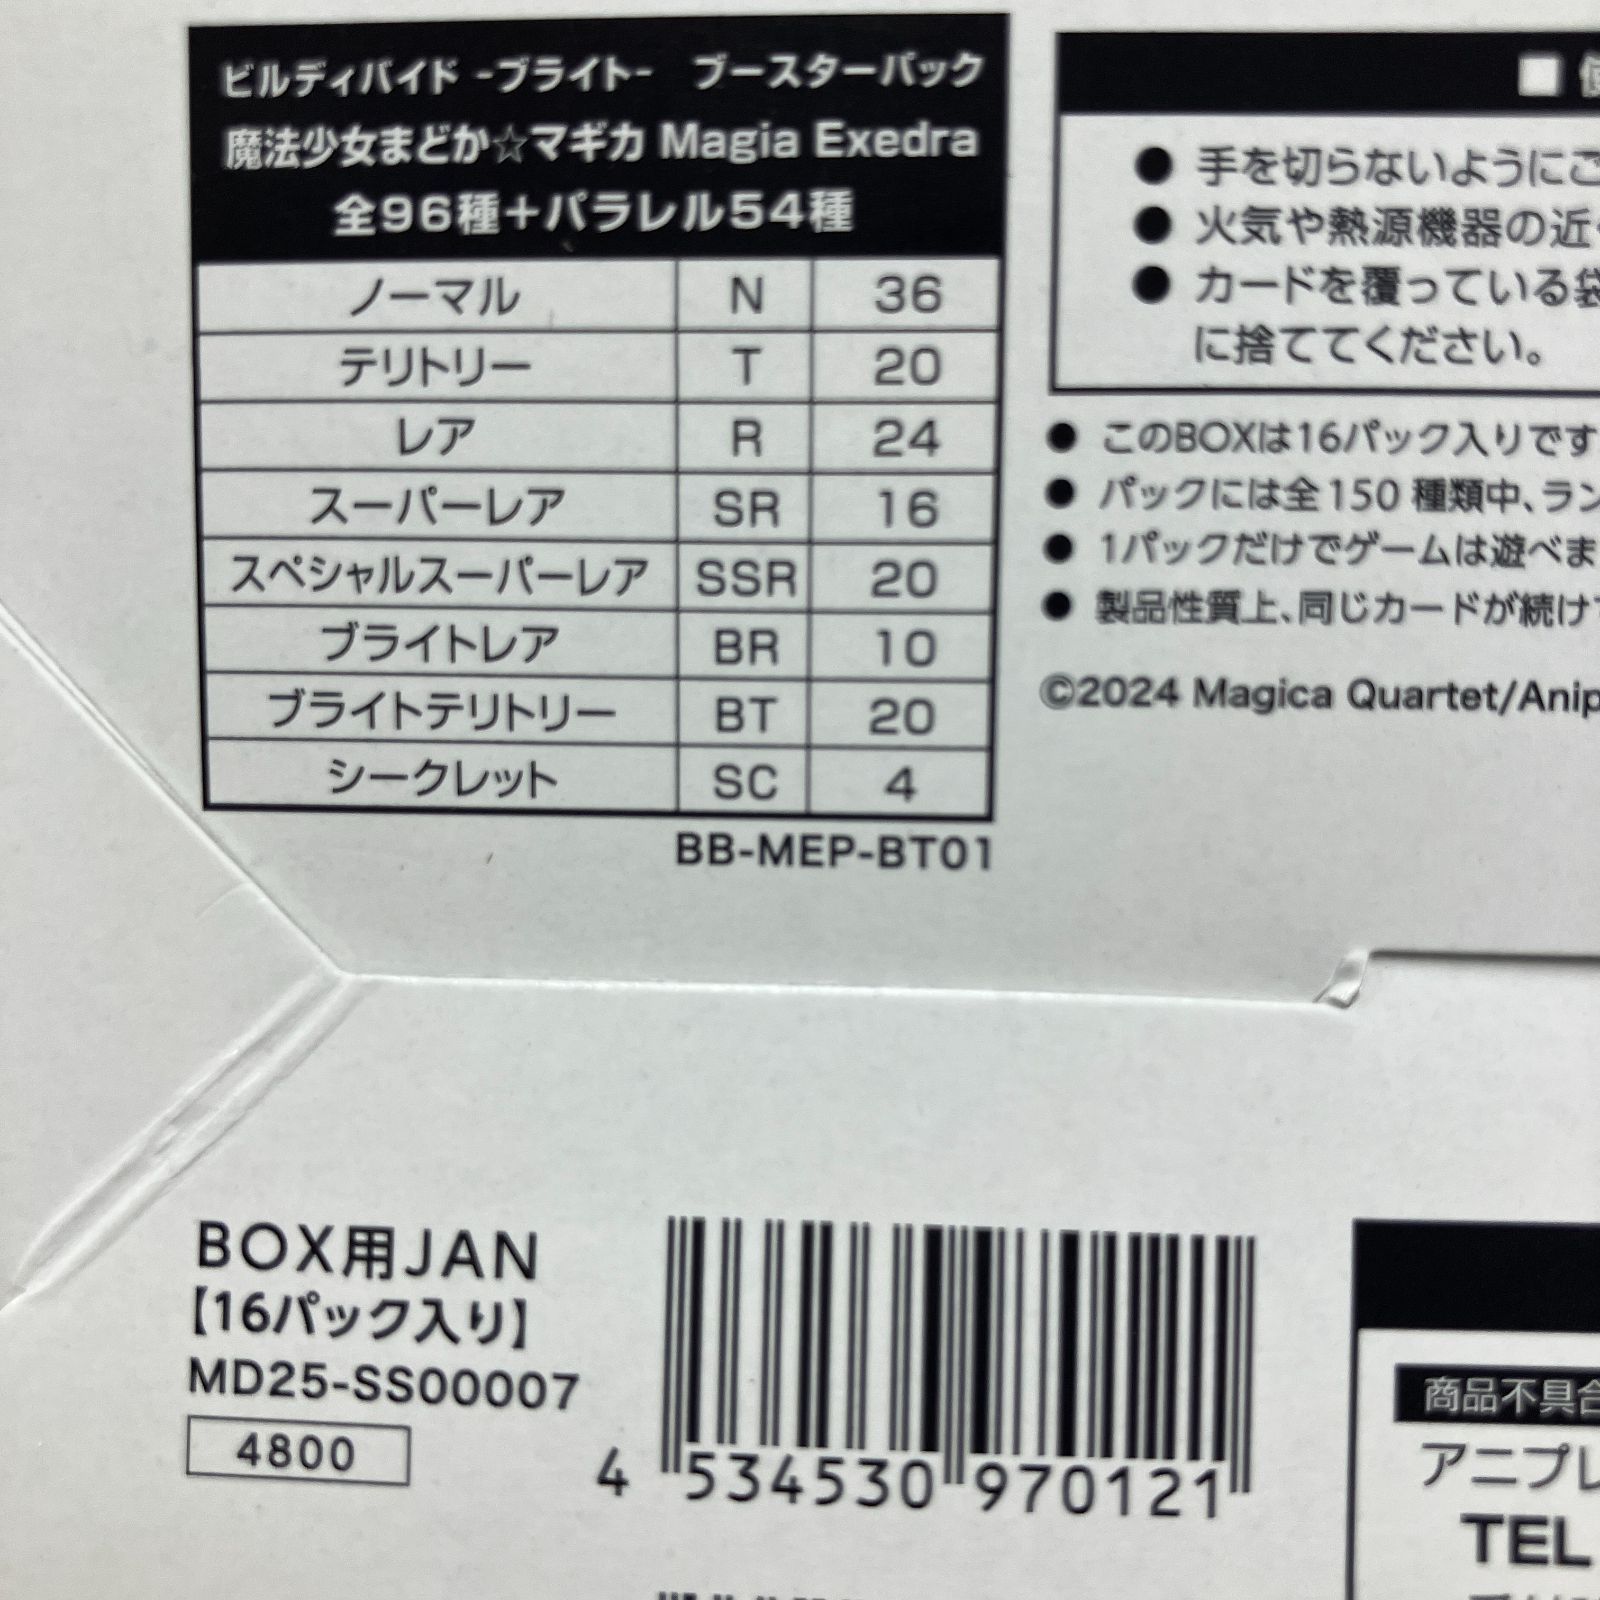 ビルディバイド -ブライト- ブースターパック
魔法少女まどか☆マギカ Magia Exedra
全96種＋パラレル54種
ノーマル N 36
テリトリー T 20
レア R 24
スーパーレア SR 16
スペシャルスーパーレア SSR 20
ブライトレア BR 10
ブライトテリトリー BT 20
シークレット SC 4
BB-MEP-BT01
■
● 手を切らないようにご
● 火気や熱源機器の近
● カードを覆っている袋
に捨ててください。
● このBOXは16パック入りです
● パックには全150種類中、ラン
● 1パックだけでゲームは遊べま
● 製品性質上、同じカードが続け
©2024 Magica Quartet/Anip
BOX用JAN
【16パック入り】
MD25-SS00007
4800
4 534530 970121
商品不具合
アニプレ
TEL